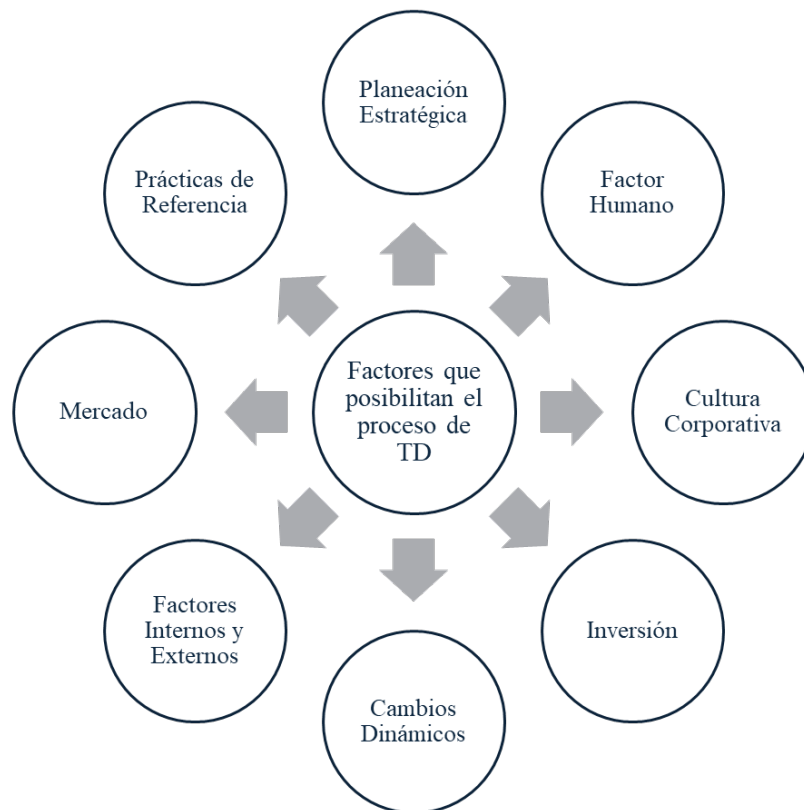 Planeación
Estratégica
Prácticas de
Referencia
Factor
Humano
Mercado
Factores que
posibilitan el
proceso de
TD
Cultura
Corporativa
Factores
Internos y
Externos
Inversión
Cambios
Dinámicos